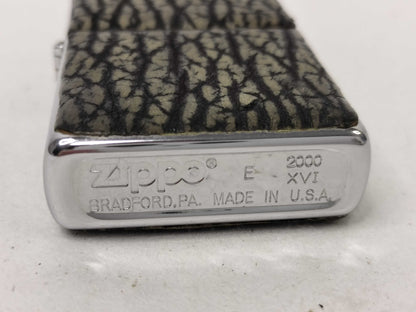 Zippo® E 2000
XVI
BRADFORD,PA. MADE IN U.S.A.